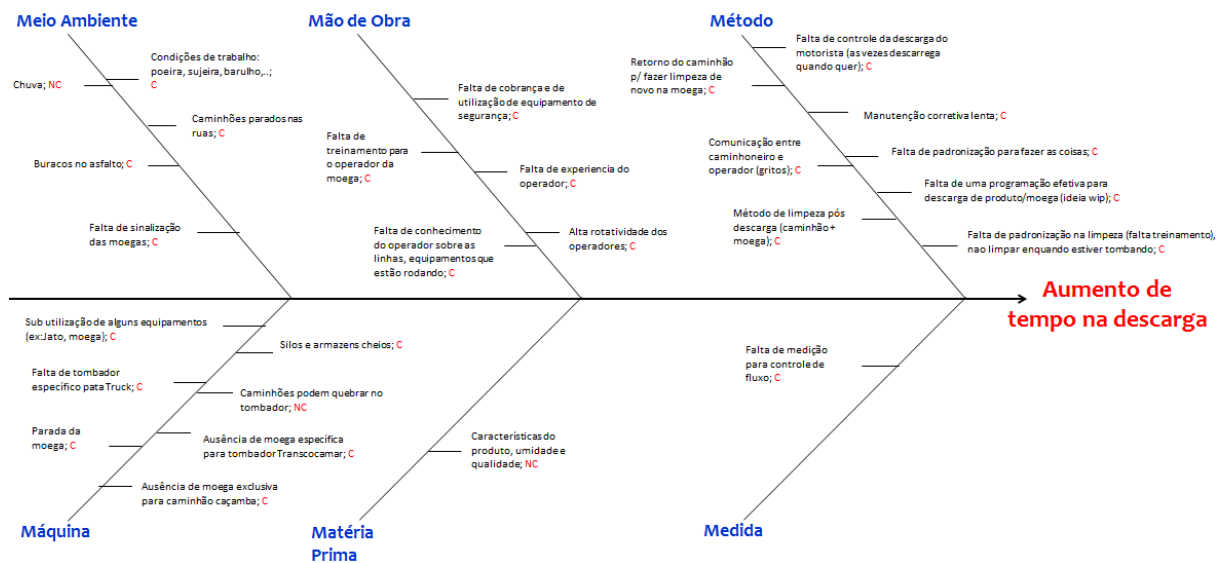 Meio Ambiente
Chuva; NC
Condições de trabalho:
poeira, sujeira, barulho,..;
C
Caminhões parados nas
ruas; C
Buracos no asfalto; C
Falta de sinalização
das moegas; C
Mão de Obra
Falta de cobrança e de
utilização de equipamento de
segurança; C
Falta de
treinamento para
o operador da
moega; C
Falta de experiencia do
operador; C
Falta de conhecimento
do operador sobre as
linhas, equipamentos que
estão rodando; C
Alta rotatividade dos
operadores; C
Método
Falta de controle da descarga do
motorista (as vezes descarrega
quando quer); C
Retorno do caminhão
p/ fazer limpeza de
novo na moega; C
Manutenção corretiva lenta; C
Comunicação entre
caminhoneiro e
operador (gritos); C
Falta de padronização para fazer as coisas; C
Falta de uma programação efetiva para
descarga de produto/moega (ideia wip); C
Método de limpeza pós
descarga (caminhão +
moega); C
Falta de padronização na limpeza (falta treinamento),
nao limpar enquando estiver tombando; C
Aumento de
tempo na descarga
Sub utilização de alguns equipamentos
(ex:Jato, moega); C
Silos e armazens cheios; C
Falta de tombador
específico pata Truck; C
Caminhões podem quebrar no
tombador; NC
Parada da
moega; C
Ausência de moega específica
para tombador Transcocamar; C
Ausência de moega exclusiva
para caminhão caçamba; C
Máquina
Características do
produto, umidade e
qualidade; NC
Matéria
Prima
Falta de medição
para controle de
fluxo; C
Medida